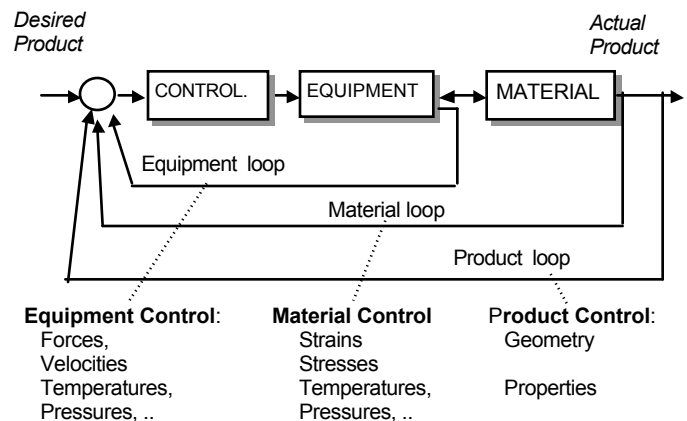 Desired
Product
Actual
Product
CONTROL.
EQUIPMENT
MATERIAL
Equipment loop
Material loop
Product loop
Equipment Control:
Forces,
Velocities
Temperatures,
Pressures, ..
Material Control
Strains
Stresses
Temperatures,
Pressures, ..
Product Control:
Geometry
Properties